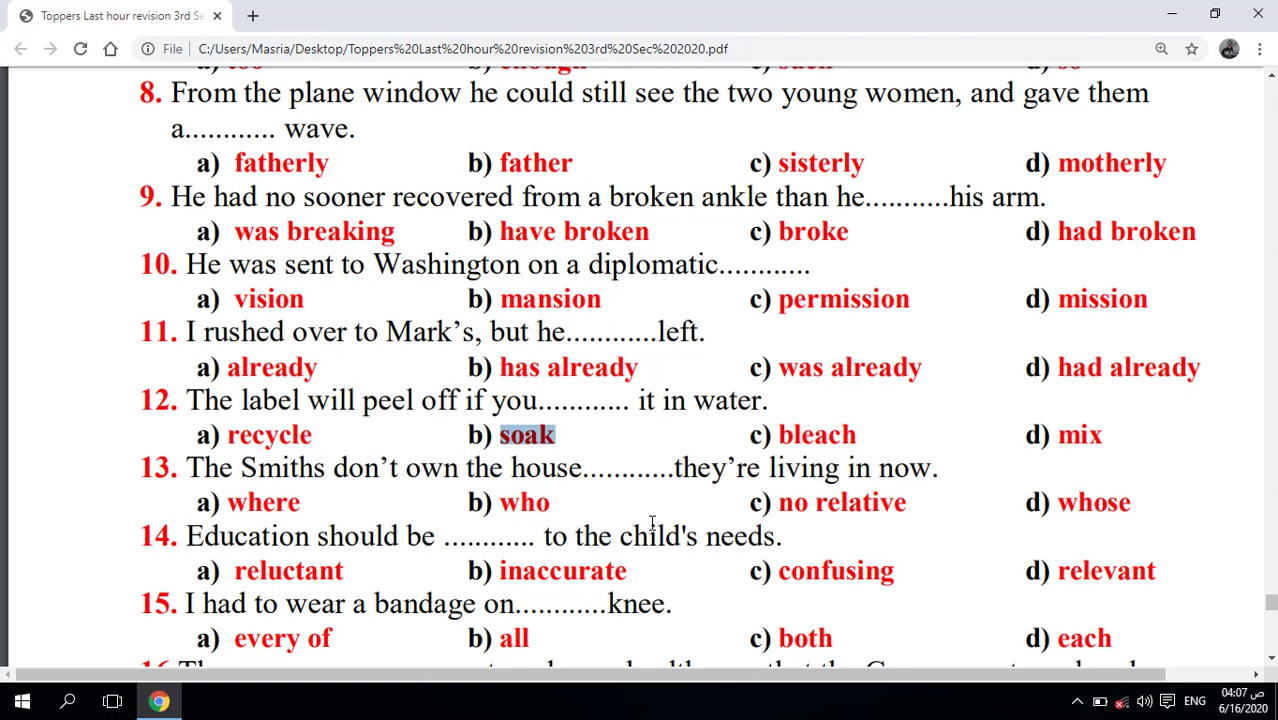 Toppers Last hour revision 3rd Se
File C:/Users/Masria/Desktop/Toppers%20Last%20hour%20revision%203rd%20Sec%202020.pdf
8. From the plane window he could still see the two young women, and gave them
a............ wave.
a) fatherly b) father c) sisterly d) motherly
9. He had no sooner recovered from a broken ankle than he...........his arm.
a) was breaking b) have broken c) broke d) had broken
10. He was sent to Washington on a diplomatic............
a) vision b) mansion c) permission d) mission
11. I rushed over to Mark’s, but he............left.
a) already b) has already c) was already d) had already
12. The label will peel off if you............ it in water.
a) recycle b) soak c) bleach d) mix
13. The Smiths don’t own the house............they’re living in now.
a) where b) who c) no relative d) whose
14. Education should be ............ to the child's needs.
a) reluctant b) inaccurate c) confusing d) relevant
15. I had to wear a bandage on............knee.
a) every of b) all c) both d) each
ENG
04:07 ص
6/16/2020